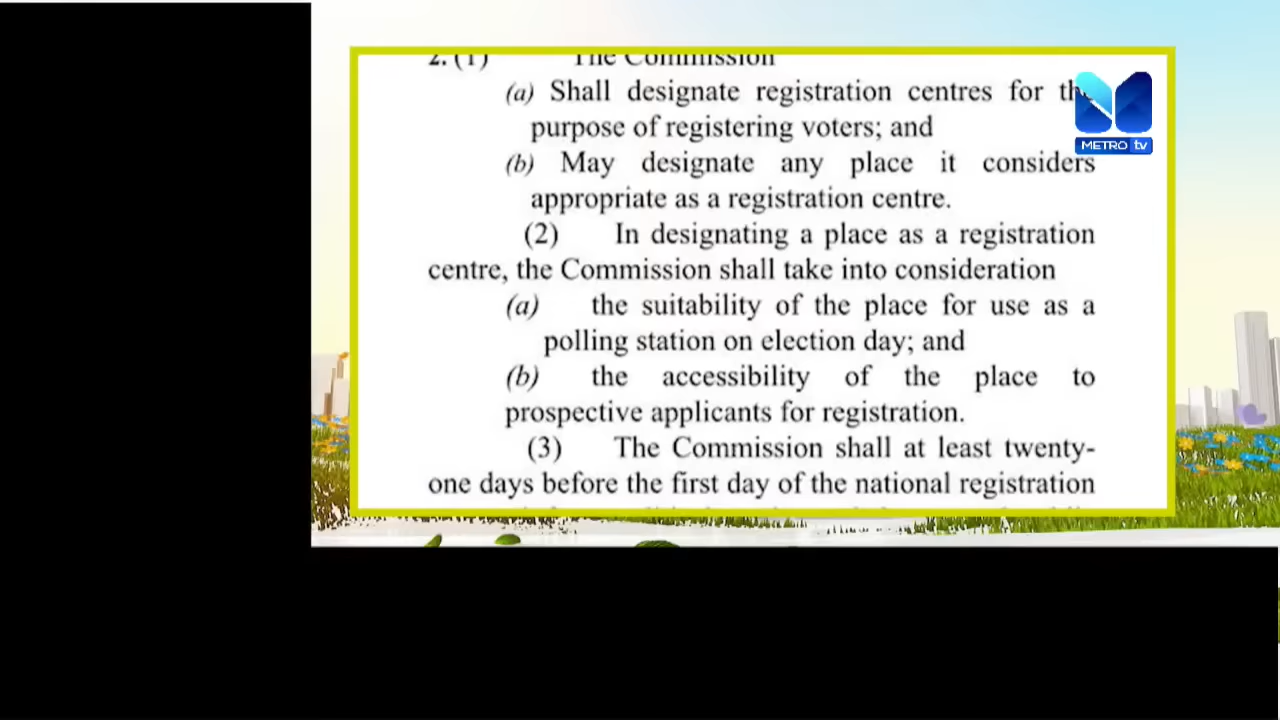 2. (1) The Commission
(a) Shall designate registration centres for the
purpose of registering voters; and
(b) May designate any place it considers
appropriate as a registration centre.
(2) In designating a place as a registration
centre, the Commission shall take into consideration
(a) the suitability of the place for use as a
polling station on election day; and
(b) the accessibility of the place to
prospective applicants for registration.
(3) The Commission shall at least twenty-
one days before the first day of the national registration
METRO tv